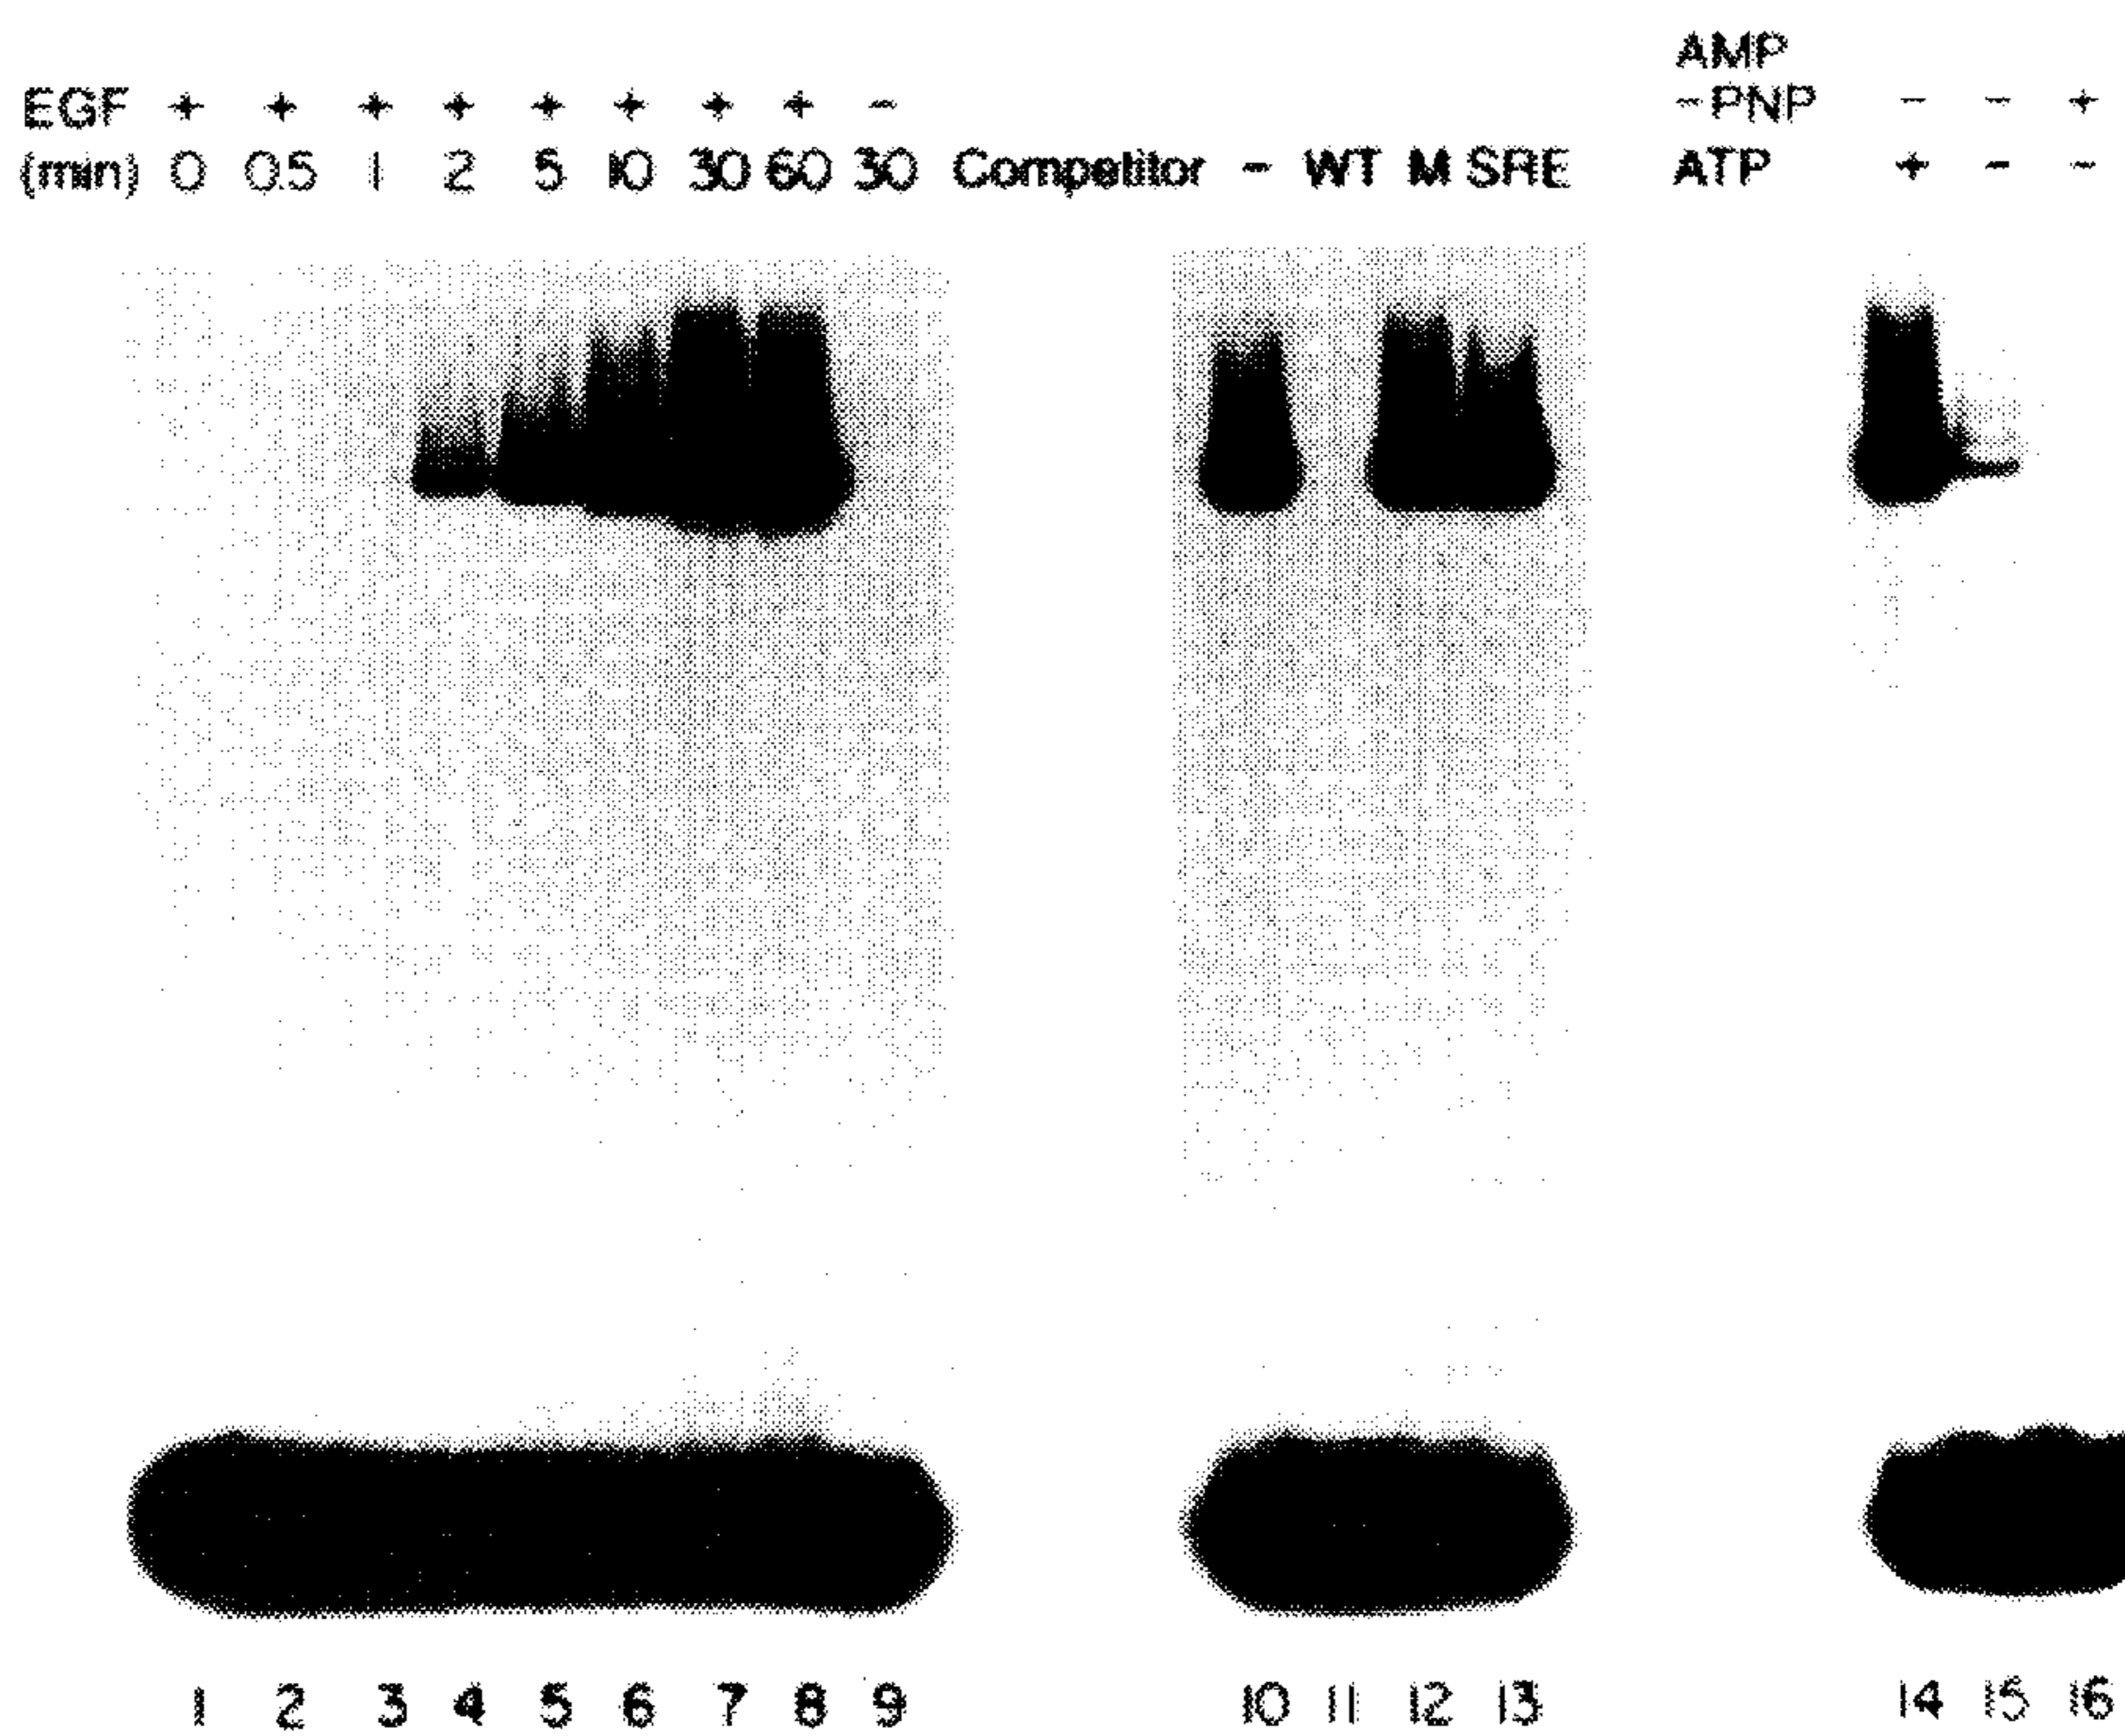 AMP
EGF + + + + + + + + - -PNP - - +
(min) 0 0.5 1 2 5 10 30 60 30 Competitor - WT M SRE ATP + - -
1 2 3 4 5 6 7 8 9 10 11 12 13 14 15 16